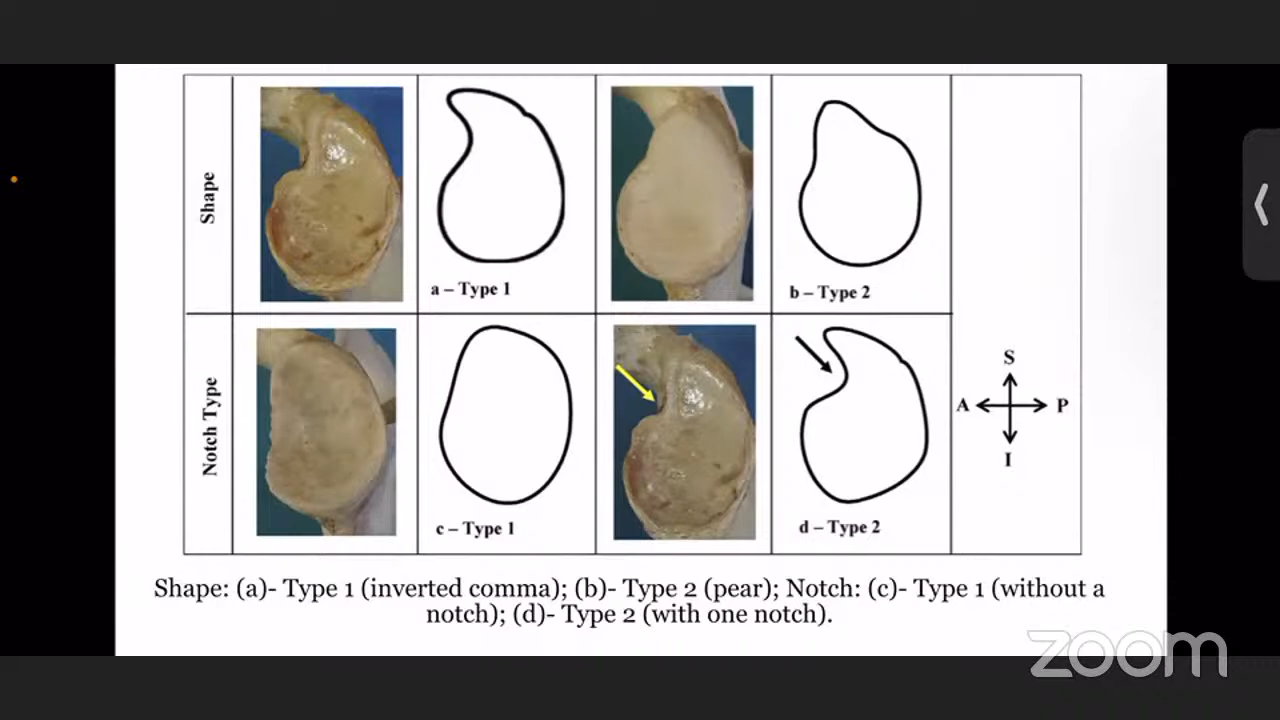 Shape
a – Type 1
b – Type 2
Notch Type
c – Type 1
d – Type 2
S
A
P
I
Shape: (a)- Type 1 (inverted comma); (b)- Type 2 (pear); Notch: (c)- Type 1 (without a
notch); (d)- Type 2 (with one notch).
zoom